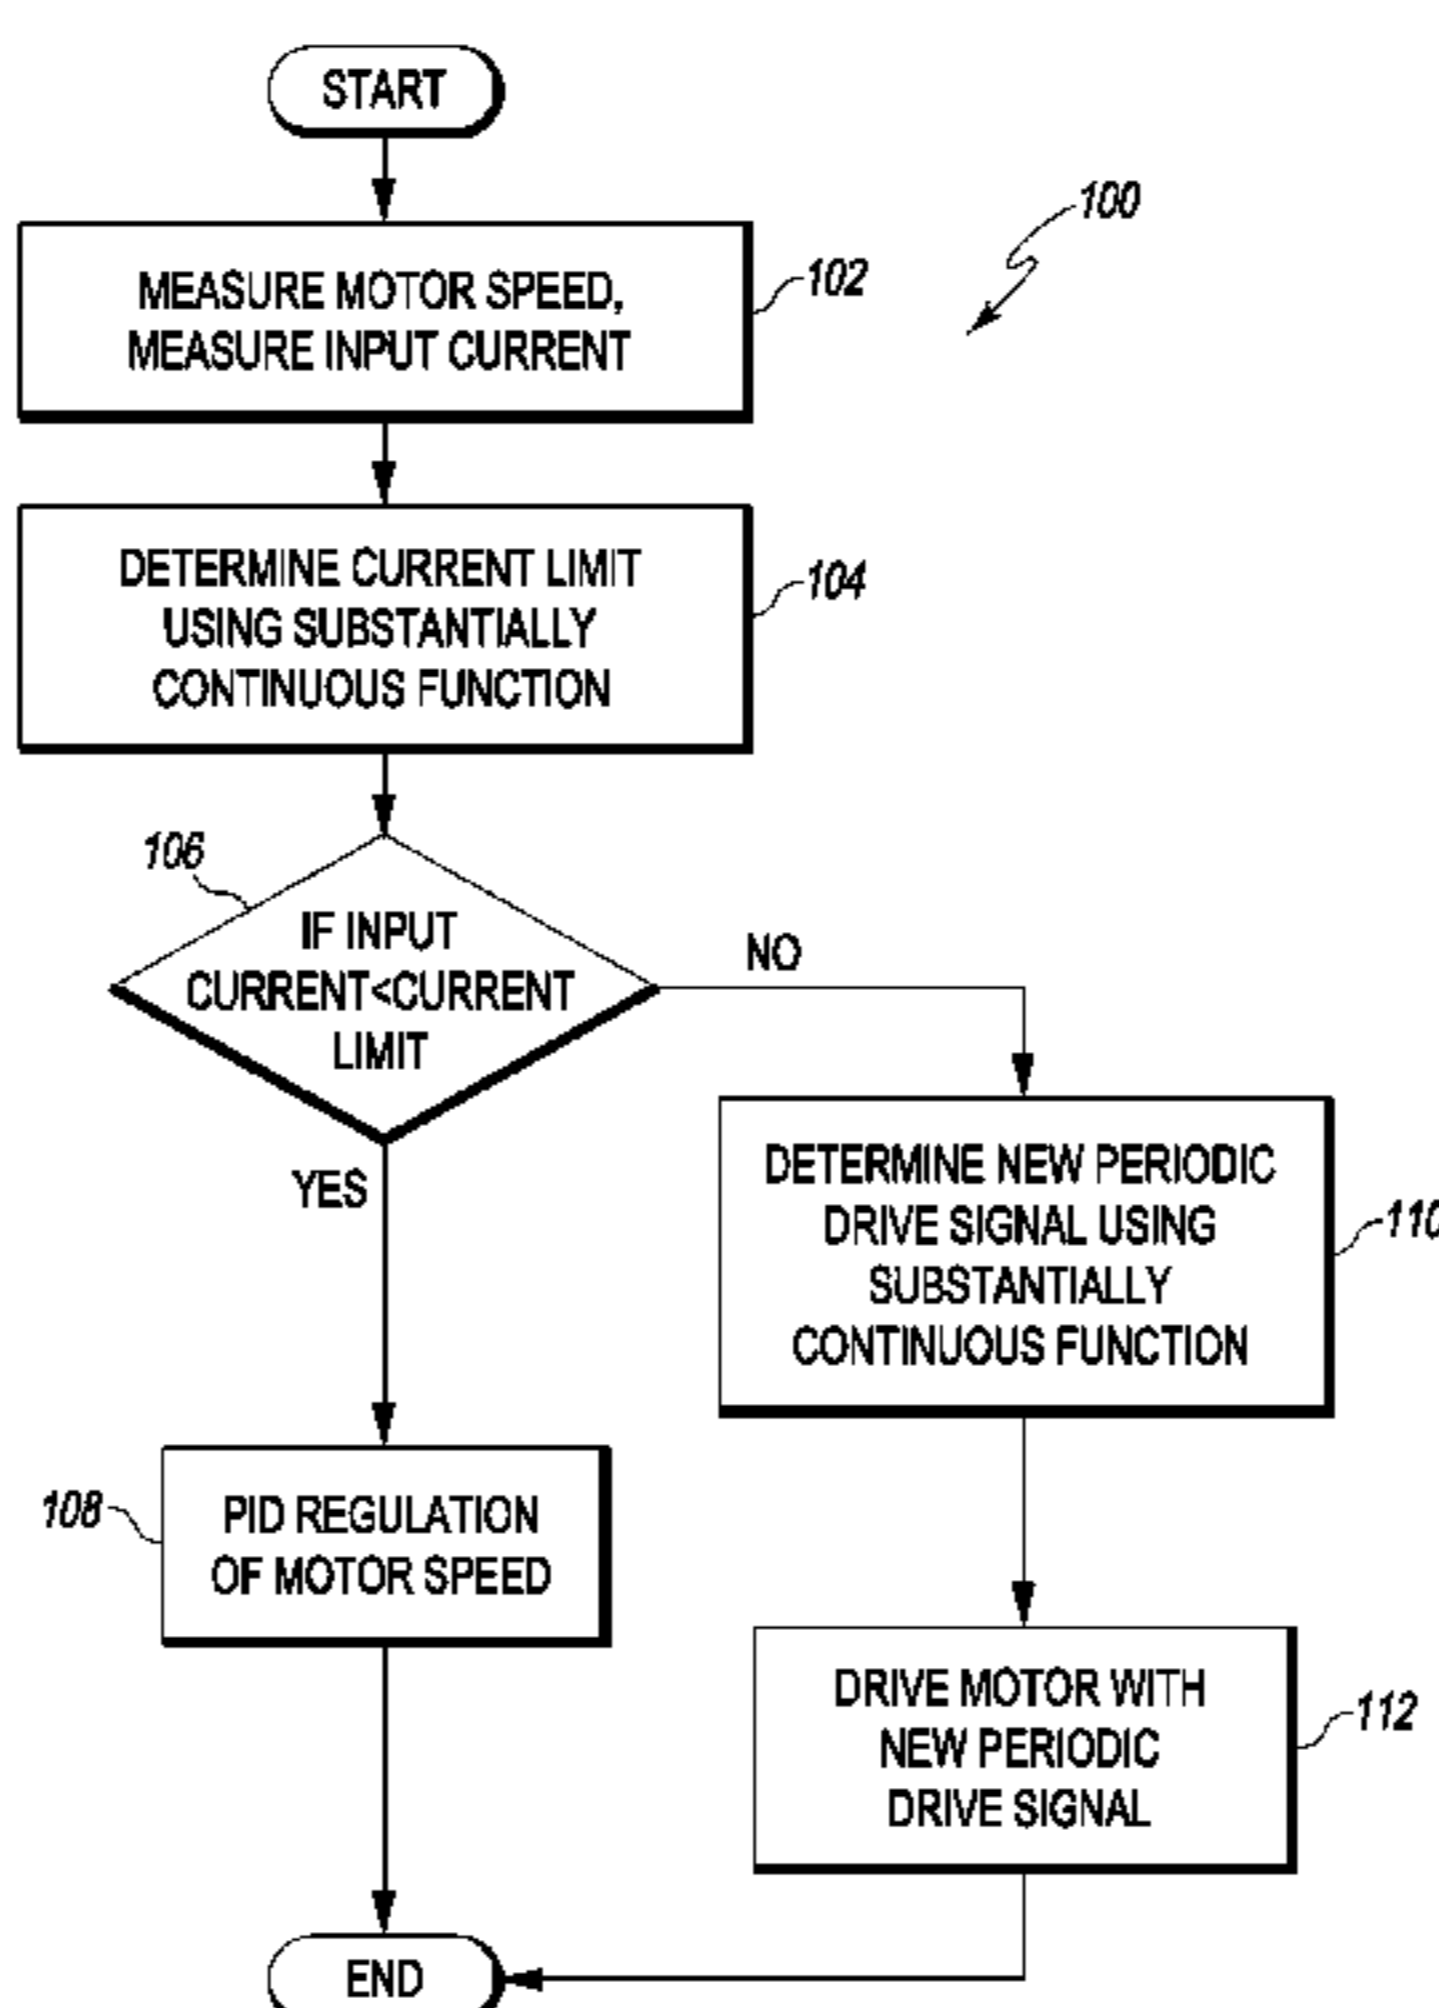 START
100
MEASURE MOTOR SPEED,
MEASURE INPUT CURRENT
102
DETERMINE CURRENT LIMIT
USING SUBSTANTIALLY
CONTINUOUS FUNCTION
104
106
IF INPUT
CURRENT<CURRENT
LIMIT
NO
YES
DETERMINE NEW PERIODIC
DRIVE SIGNAL USING
SUBSTANTIALLY
CONTINUOUS FUNCTION
110
108
PID REGULATION
OF MOTOR SPEED
DRIVE MOTOR WITH
NEW PERIODIC
DRIVE SIGNAL
112
END